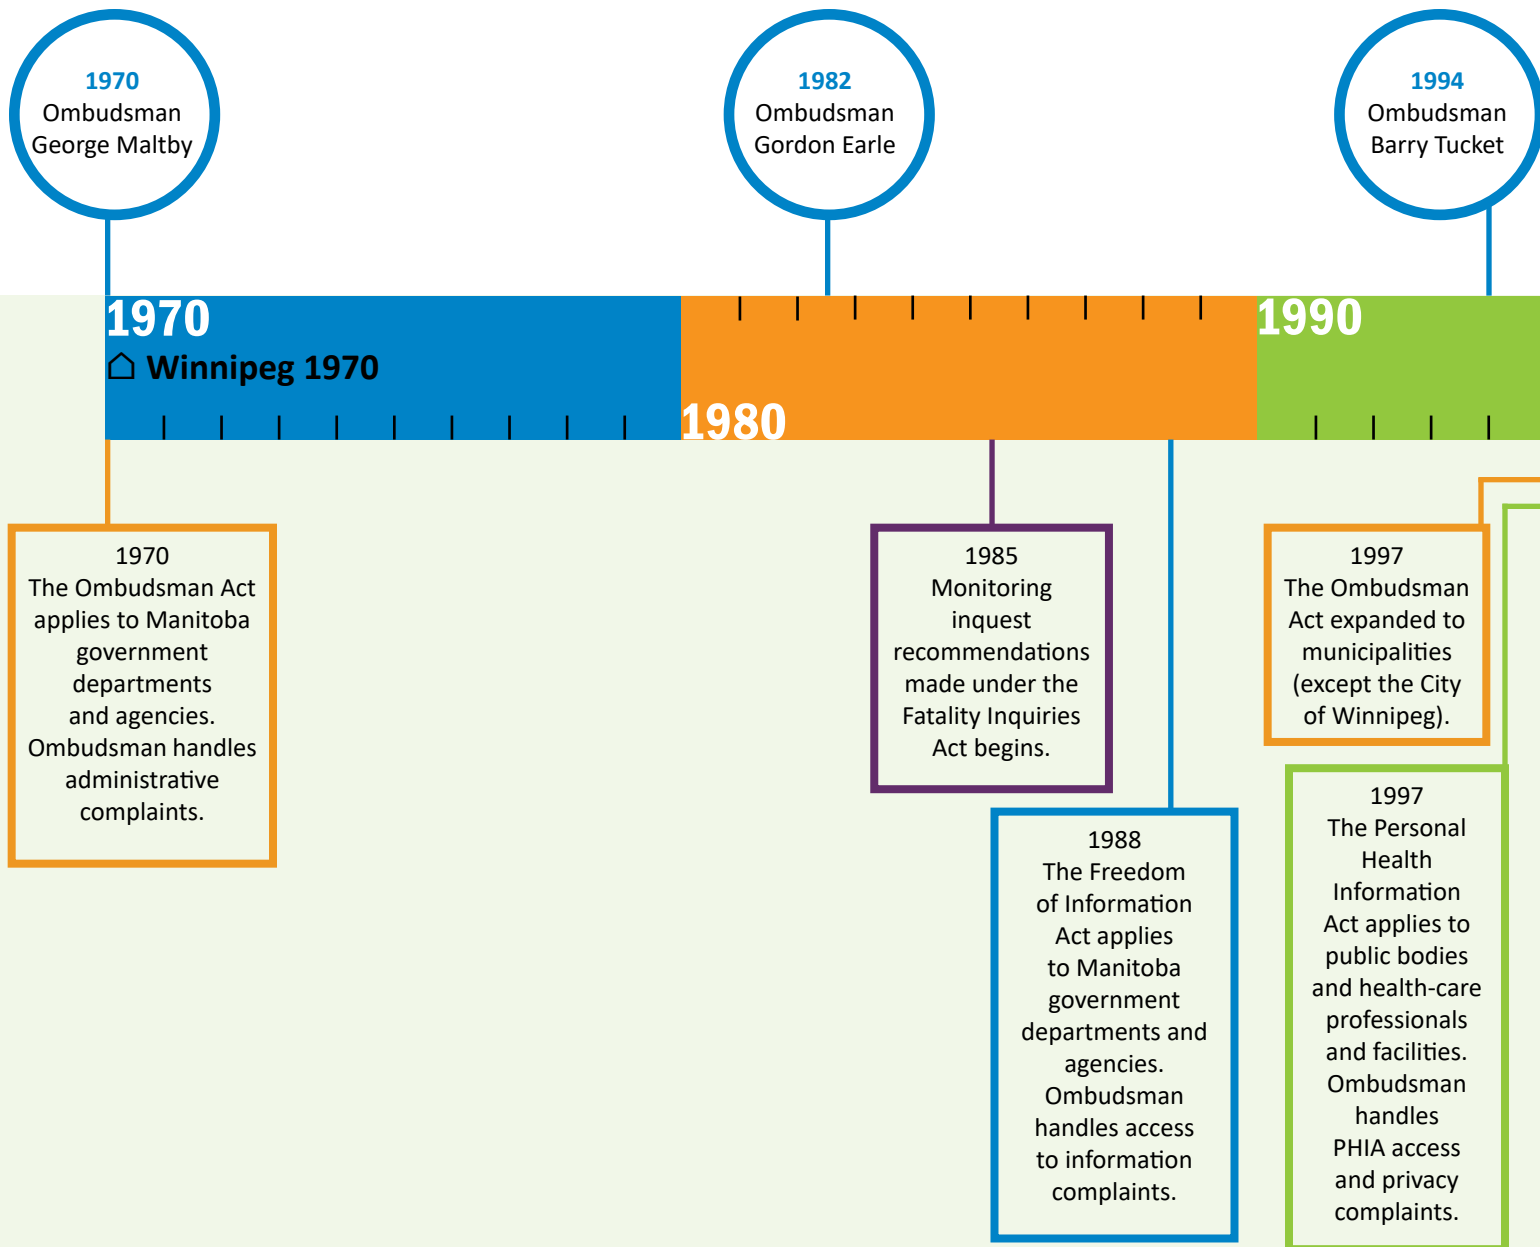 1970
Ombudsman
George Maltby
1982
Ombudsman
Gordon Earle
1994
Ombudsman
Barry Tucket
1970
Winnipeg 1970
1980
1990
1970
The Ombudsman Act
applies to Manitoba
government
departments
and agencies.
Ombudsman handles
administrative
complaints.
1985
Monitoring
inquest
recommendations
made under the
Fatality Inquiries
Act begins.
1988
The Freedom
of Information
Act applies
to Manitoba
government
departments and
agencies.
Ombudsman
handles access
to information
complaints.
1997
The Ombudsman
Act expanded to
municipalities
(except the City
of Winnipeg).
1997
The Personal
Health
Information
Act applies to
public bodies
and health-care
professionals
and facilities.
Ombudsman
handles
PHIA access
and privacy
complaints.